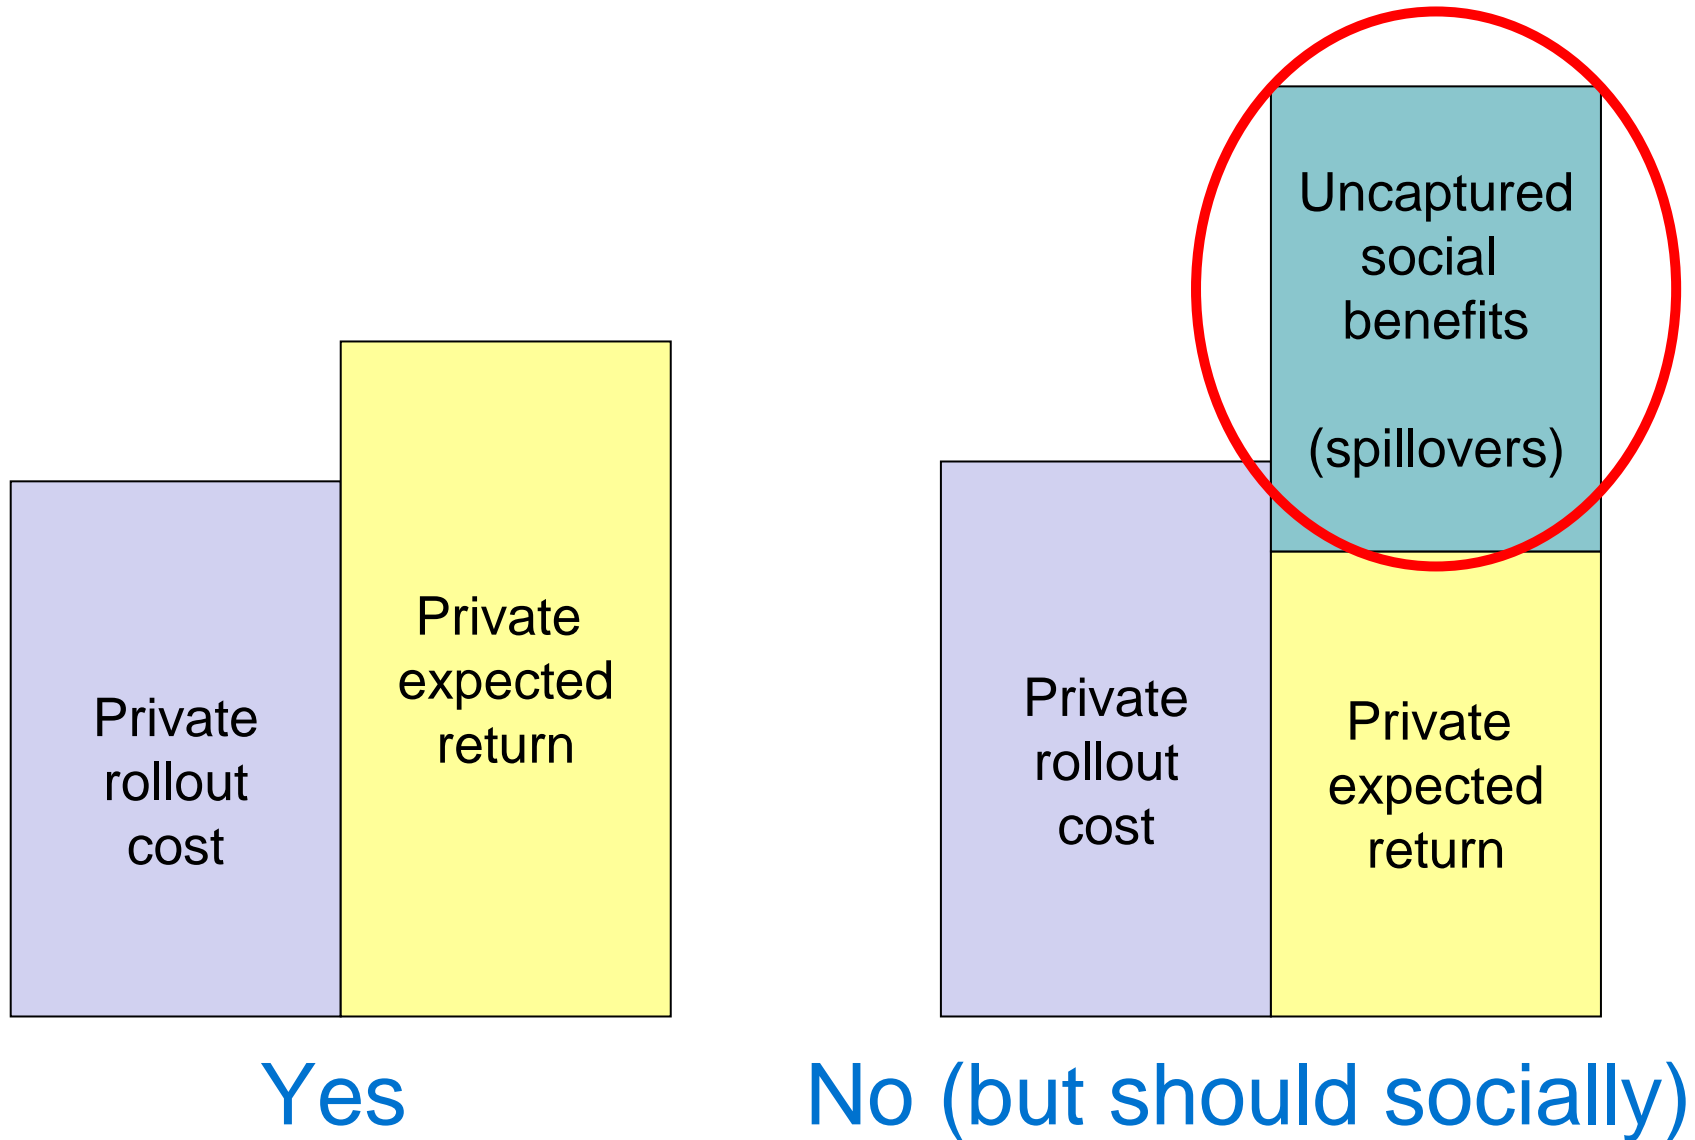 Private
rollout
cost
Private
expected
return
Yes
Private
rollout
cost
Uncaptured
social
benefits
(spillovers)
Private
expected
return
No (but should socially)